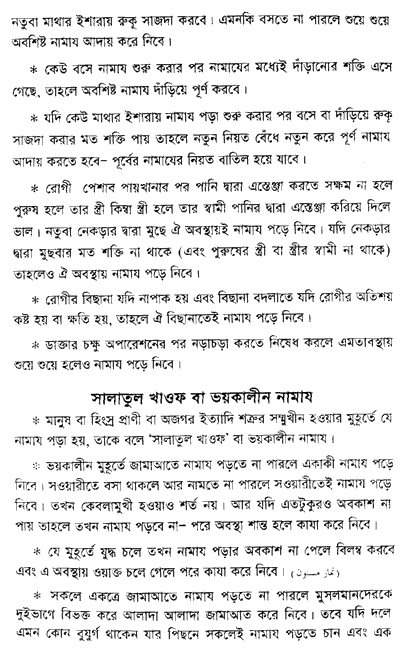 নতুবা মাথার ইশারায় রুকূ সাজদা করবে। এমনকি বসতে না পারলে শুয়ে শুয়ে
অবশিষ্ট নামায আদায় করে নিবে।
* কেউ বসে নামায শুরু করার পর নামাযের মধ্যেই দাঁড়ানোর শক্তি এসে
গেছে, তাহলে অবশিষ্ট নামায দাঁড়িয়ে পূর্ণ করবে।
* যদি কেউ মাথার ইশারায় নামায পড়া শুরু করার পর বসে বা দাঁড়িয়ে রুকূ
সাজদা করার মত শক্তি পায় তাহলে নতুন নিয়ত বেঁধে নতুন করে পূর্ণ নামায
আদায় করতে হবে– পূর্বের নামাযের নিয়ত বাতিল হয়ে যাবে।
* রোগী পেশাব পায়খানার পর পানি দ্বারা এস্তেঞ্জা করতে সক্ষম না হলে
পুরুষ হলে তার স্ত্রী কিম্বা স্ত্রী হলে তার স্বামী পানির দ্বারা এস্তেঞ্জা করিয়ে দিলে
ভাল। নতুবা নেকড়ার দ্বারা মুছে ঐ অবস্থায়ই নামায পড়ে নিবে। যদি নেকড়ার
দ্বারা মুছবার মত শক্তি না থাকে (এবং পুরুষের স্ত্রী বা স্ত্রীর স্বামী না থাকে)
তাহলেও ঐ অবস্থায় নামায পড়ে নিবে।
* রোগীর বিছানা যদি নাপাক হয় এবং বিছানা বদলাতে যদি রোগীর অতিশয়
কষ্ট হয় বা ক্ষতি হয়, তাহলে ঐ বিছানাতেই নামায পড়ে নিবে।
* ডাক্তার চক্ষু অপারেশনের পর নড়াচড়া করতে নিষেধ করলে এমতাবস্থায়
শুয়ে শুয়ে হলেও নামায পড়ে নিবে।
সালাতুল খাওফ বা ভয়কালীন নামায
* মানুষ বা হিংস্র প্রাণী বা অজগর ইত্যাদি শত্রুর সম্মুখীন হওয়ার মুহূর্তে যে
নামায পড়া হয়, তাকে বলে ‘সালাতুল খাওফ’ বা ভয়কালীন নামায।
* ভয়কালীন মুহূর্তে জামাআতে নামায পড়তে না পারলে একাকী নামায পড়ে
নিবে। সওয়ারীতে বসা থাকলে আর নামতে না পারলে সওয়ারীতেই নামায পড়ে
নিবে। তখন কেবলামুখী হওয়াও শর্ত নয়। আর যদি এতটুকুরও অবকাশ না
পায় তাহলে তখন নামায পড়বে না– পরে অবস্থা শান্ত হলে কাযা করে নিবে।
* যে মুহূর্তে যুদ্ধ চলে তখন নামায পড়ার অবকাশ না পেলে বিলম্ব করবে
এবং এ অবস্থায় ওয়াক্ত চলে গেলে পরে কাযা করে নিবে। (نماز مسنون)
* সকলে একত্রে জামাআতে নামায পড়তে না পারলে মুসলমানদেরকে
দুইভাগে বিভক্ত করে আলাদা আলাদা জামাআত করে নিবে। তবে যদি দলে
এমন কোন বুযুর্গ থাকেন যার পিছনে সকলেই নামায পড়তে চান এবং এক